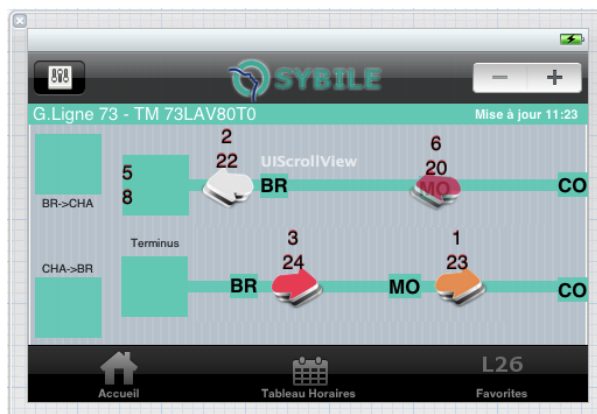 SYBILE
− +
G.Ligne 73 - TM 73LAV80T0 Mise à jour 11:23
2
22
UIScrollView
6
20
5
8
BR
MO
CO
BR->CHA
Terminus
CHA->BR
3
24
1
23
BR
MO
CO
L26
Accueil
Tableau Horaires
Favorites